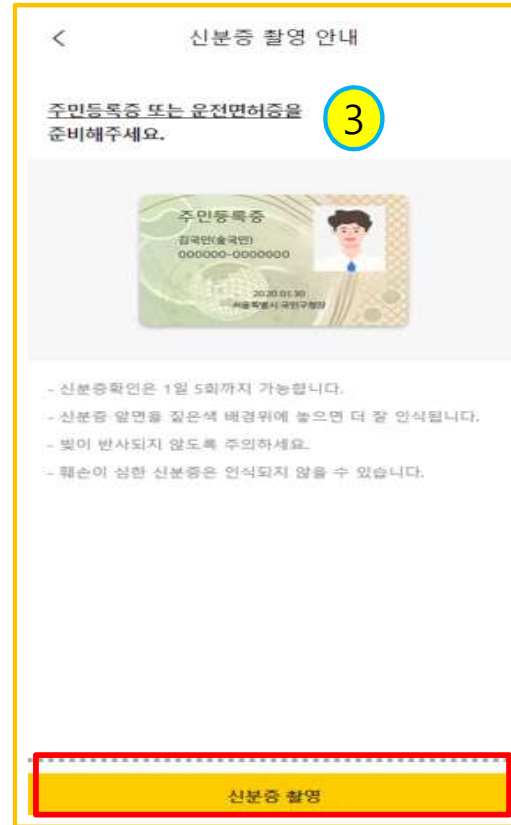 < 신분증 촬영 안내
주민등록증 또는 운전면허증을
준비해주세요.
3
주민등록증
김국민(金국민)
000000-0000000
2020.01.30
서울특별시 국민구청장
- 신분증확인은 1일 5회까지 가능합니다.
- 신분증 앞면을 짙은색 배경위에 놓으면 더 잘 인식됩니다.
- 빛이 반사되지 않도록 주의하세요.
- 훼손이 심한 신분증은 인식되지 않을 수 있습니다.
신분증 촬영